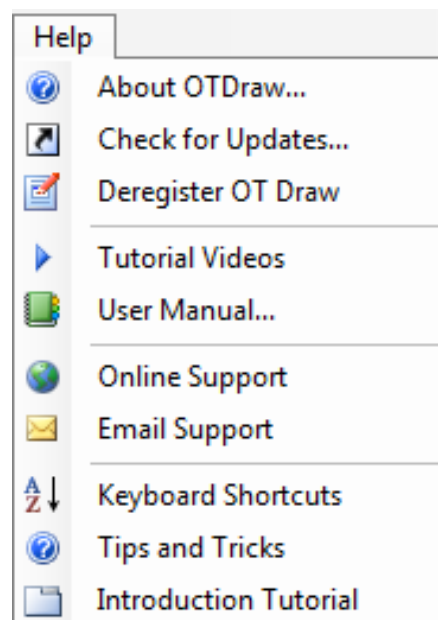 Help
About OTDraw...
Check for Updates...
Deregister OT Draw
Tutorial Videos
User Manual...
Online Support
Email Support
A
Z
Keyboard Shortcuts
Tips and Tricks
Introduction Tutorial